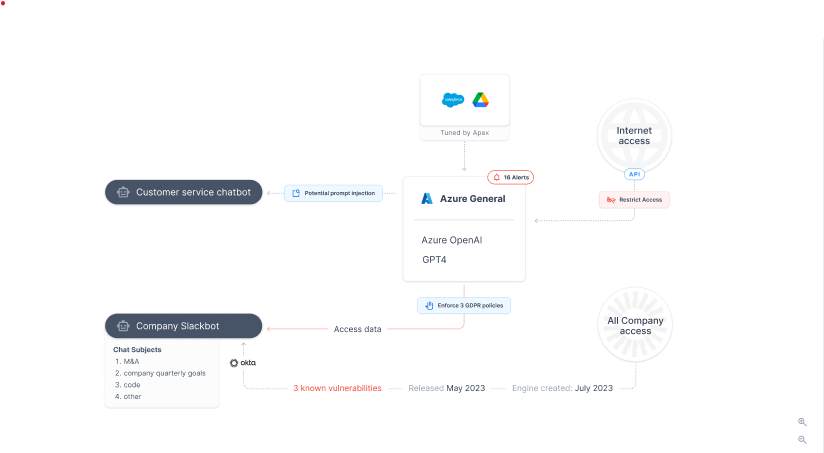 salesforce
Tuned by Apex
Internet
access
API
Restrict Access
16 Alerts
Azure General
Azure OpenAI
GPT4
Customer service chatbot
Potential prompt injection
Enforce 3 GDPR policies
Company Slackbot
Access data
All Company
access
Chat Subjects
1. M&A
2. company quarterly goals
3. code
4. other
okta
3 known vulnerabilities
Released May 2023
Engine created: July 2023